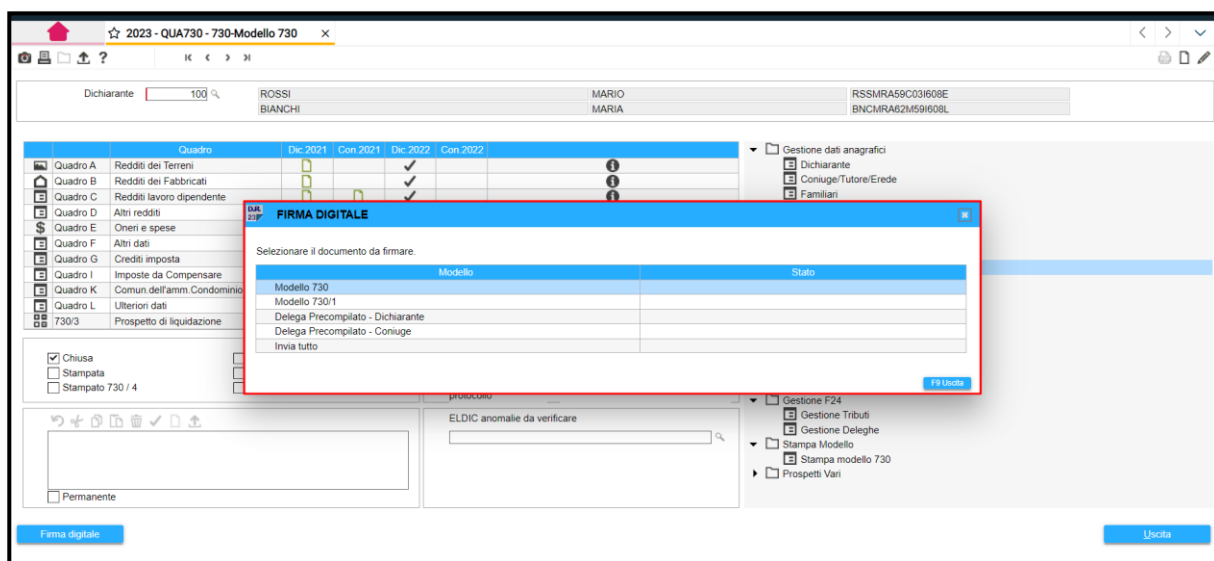 2023 - QUA730 - 730-Modello 730 ×
?
Dichiarante 100 ROSSI MARIO RSSMRA59C03I608E
BIANCHI MARIA BNCMRA62M59I608L
Quadro Dic.2021 Con.2021 Dic.2022 Con.2022
Quadro A Redditi dei Terreni
Quadro B Redditi dei Fabbricati
Quadro C Redditi lavoro dipendente
Quadro D Altri redditi
Quadro E Oneri e spese
Quadro F Altri dati
Quadro G Crediti imposta
Quadro I Imposte da Compensare
Quadro K Comun.dell'amm.Condominio
Quadro L Ulteriori dati
730/3 Prospetto di liquidazione
Gestione dati anagrafici
Dichiarante
Coniuge/Tutore/Erede
Familiari
FIRMA DIGITALE
Selezionare il documento da firmare.
Modello Stato
Modello 730
Modello 730/1
Delega Precompilato - Dichiarante
Delega Precompilato - Coniuge
Invia tutto
F9 Uscita
Chiusa
Stampata
Stampato 730 / 4
protocollo
ELDIC anomalie da verificare
Permanente
Gestione F24
Gestione Tributi
Gestione Deleghe
Stampa Modello
Stampa modello 730
Prospetti Vari
Firma digitale
Uscita